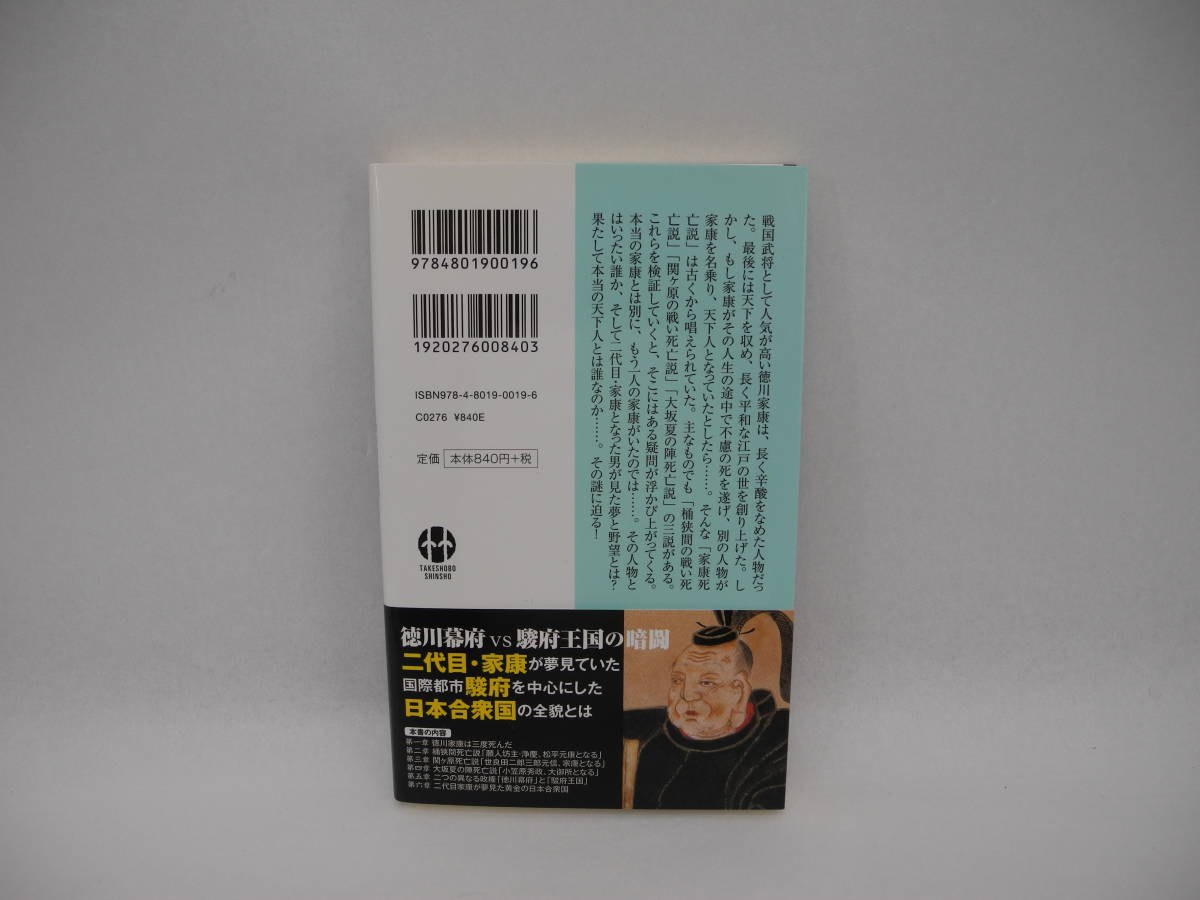 戦国武将として人気が高い徳川家康は、長く辛酸をなめた人物だっ
た。最後には天下を収め、長く平和な江戸の世を創り上げた。し
かし、もし家康がその人生の途中で不慮の死を遂げ、別の人物が
家康を名乗り、天下人となっていたとしたら……。そんな「家康死
亡説」は古くから唱えられていた。主なものでも「桶狭間の戦い死
亡説」「関ヶ原の戦い死亡説」「大坂夏の陣死亡説」の三説がある。
これらを検証していくと、そこにはある疑問が浮かび上がってくる。
本当の家康とは別に、もう一人の家康がいたのでは……。その人物と
はいったい誰か、そして二代目・家康となった男が見た夢と野望とは？
果たして本当の天下人とは誰なのか……。その謎に迫る！
9784801900196
1920276008403
ISBN978-4-8019-0019-6
C0276 ¥840E
定価 本体840円+税
TAKESHOBO
SHINSHO
徳川幕府 VS 駿府王国の暗闘
二代目・家康が夢見ていた
国際都市駿府を中心にした
日本合衆国の全貌とは
本書の内容
第一章 徳川家康は三度死んだ
第二章 桶狭間死亡説「願人坊主・浄慶、松平元康となる」
第三章 関ヶ原死亡説「世良田二郎三郎元信、家康となる」
第四章 大坂夏の陣死亡説「小笠原秀政、大御所となる」
第五章 二つの異なる政権「徳川幕府」と「駿府王国」
第六章 二代目家康が夢見た黄金の日本合衆国